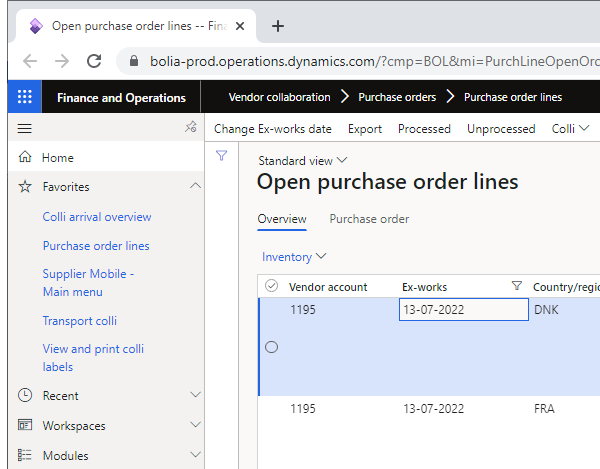 Open purchase order lines -- Fina
bolia-prod.operations.dynamics.com/?cmp=BOL&mi=PurchLineOpenOrd
Finance and Operations
Vendor collaboration
Purchase orders
Purchase order lines
Change Ex-works date
Export
Processed
Unprocessed
Colli
Home
Favorites
Colli arrival overview
Purchase order lines
Supplier Mobile -
Main menu
Transport colli
View and print colli
labels
Recent
Workspaces
Modules
Standard view
Open purchase order lines
Overview
Purchase order
Inventory
Vendor account
Ex-works
Country/regi
1195
13-07-2022
DNK
1195
13-07-2022
FRA